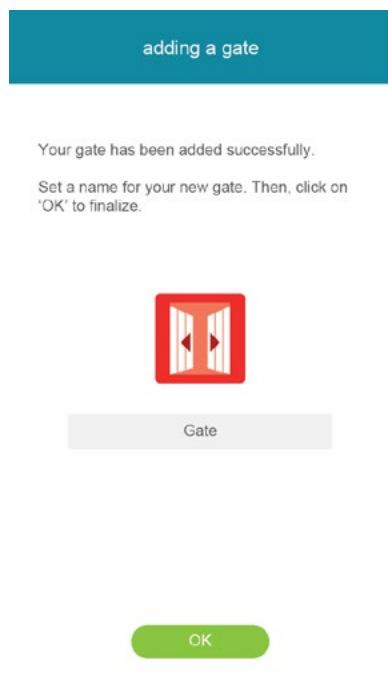 adding a gate
Your gate has been added successfully.
Set a name for your new gate. Then, click on
'OK' to finalize.
Gate
OK